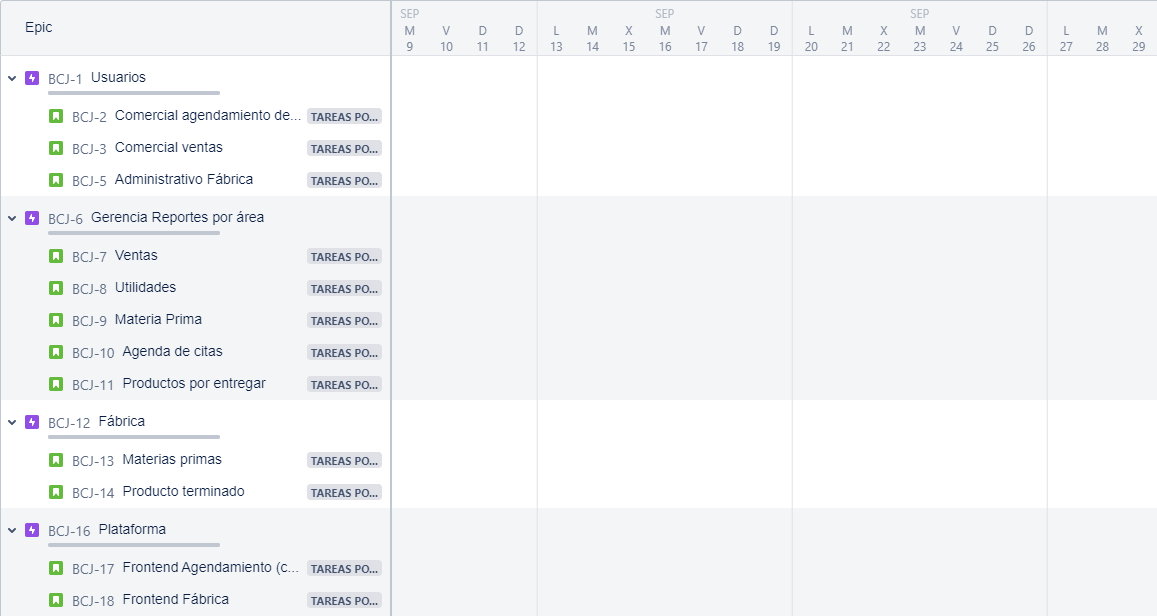 Epic
SEP SEP SEP
M V D D L M X M V D D L M X M V D D L M X
9 10 11 12 13 14 15 16 17 18 19 20 21 22 23 24 25 26 27 28 29
BCJ-1 Usuarios
BCJ-2 Comercial agendamiento de... TAREAS PO...
BCJ-3 Comercial ventas TAREAS PO...
BCJ-5 Administrativo Fábrica TAREAS PO...
BCJ-6 Gerencia Reportes por área
BCJ-7 Ventas TAREAS PO...
BCJ-8 Utilidades TAREAS PO...
BCJ-9 Materia Prima TAREAS PO...
BCJ-10 Agenda de citas TAREAS PO...
BCJ-11 Productos por entregar TAREAS PO...
BCJ-12 Fábrica
BCJ-13 Materias primas TAREAS PO...
BCJ-14 Producto terminado TAREAS PO...
BCJ-16 Plataforma
BCJ-17 Frontend Agendamiento (c... TAREAS PO...
BCJ-18 Frontend Fábrica TAREAS PO...